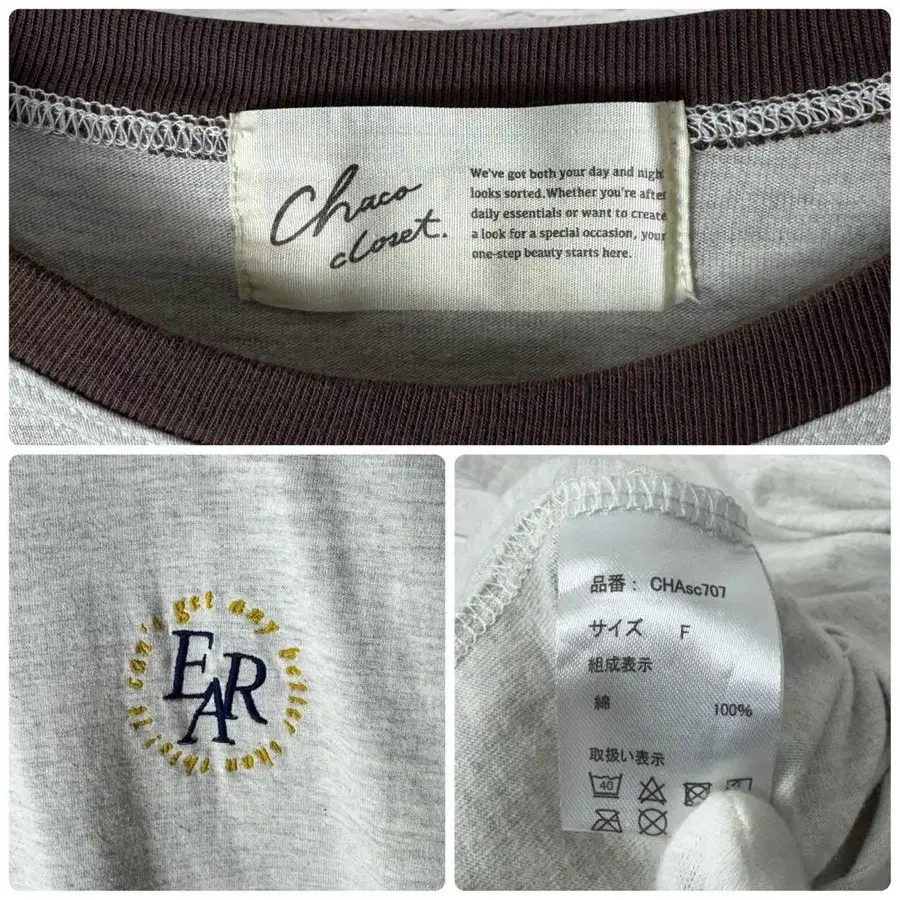 Chaco
closet.
We've got both your day and nigh
looks sorted. Whether you're after
daily essentials or want to create
a look for a special occasion, your
one-step beauty starts here.
It can't get any better than this!
EAR
品番： CHAsc707
サイズ F
組成表示
綿 100%
取扱い表示
40